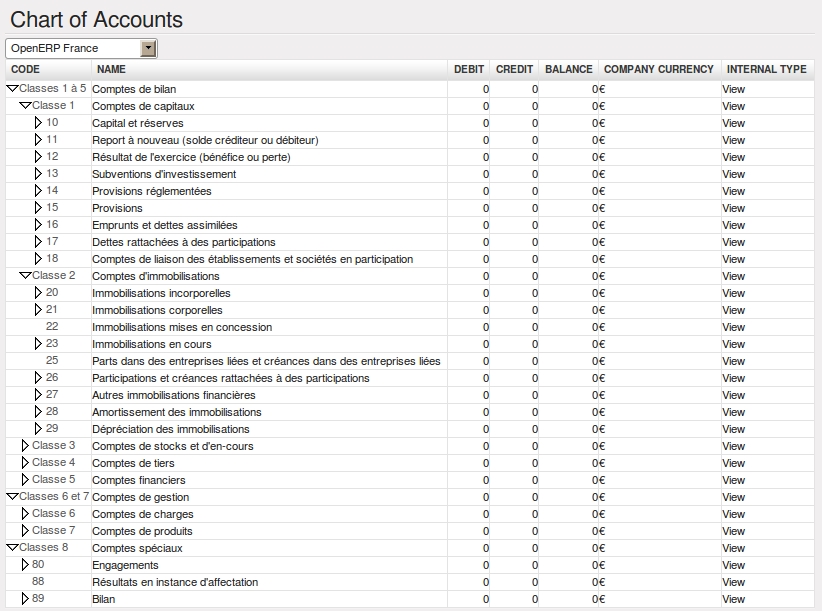 Chart of Accounts
OpenERP France
CODE NAME DEBIT CREDIT BALANCE COMPANY CURRENCY INTERNAL TYPE
Classes 1 à 5 Comptes de bilan 0 0 0 € View
Classe 1 Comptes de capitaux 0 0 0 € View
10 Capital et réserves 0 0 0 € View
11 Report à nouveau (solde créditeur ou débiteur) 0 0 0 € View
12 Résultat de l'exercice (bénéfice ou perte) 0 0 0 € View
13 Subventions d'investissement 0 0 0 € View
14 Provisions réglementées 0 0 0 € View
15 Provisions 0 0 0 € View
16 Emprunts et dettes assimilées 0 0 0 € View
17 Dettes rattachées à des participations 0 0 0 € View
18 Comptes de liaison des établissements et sociétés en participation 0 0 0 € View
Classe 2 Comptes d'immobilisations 0 0 0 € View
20 Immobilisations incorporelles 0 0 0 € View
21 Immobilisations corporelles 0 0 0 € View
22 Immobilisations mises en concession 0 0 0 € View
23 Immobilisations en cours 0 0 0 € View
25 Parts dans des entreprises liées et créances dans des entreprises liées 0 0 0 € View
26 Participations et créances rattachées à des participations 0 0 0 € View
27 Autres immobilisations financières 0 0 0 € View
28 Amortissement des immobilisations 0 0 0 € View
29 Dépréciation des immobilisations 0 0 0 € View
Classe 3 Comptes de stocks et d'en-cours 0 0 0 € View
Classe 4 Comptes de tiers 0 0 0 € View
Classe 5 Comptes financiers 0 0 0 € View
Classes 6 et 7 Comptes de gestion 0 0 0 € View
Classe 6 Comptes de charges 0 0 0 € View
Classe 7 Comptes de produits 0 0 0 € View
Classes 8 Comptes spéciaux 0 0 0 € View
80 Engagements 0 0 0 € View
88 Résultats en instance d'affectation 0 0 0 € View
89 Bilan 0 0 0 € View